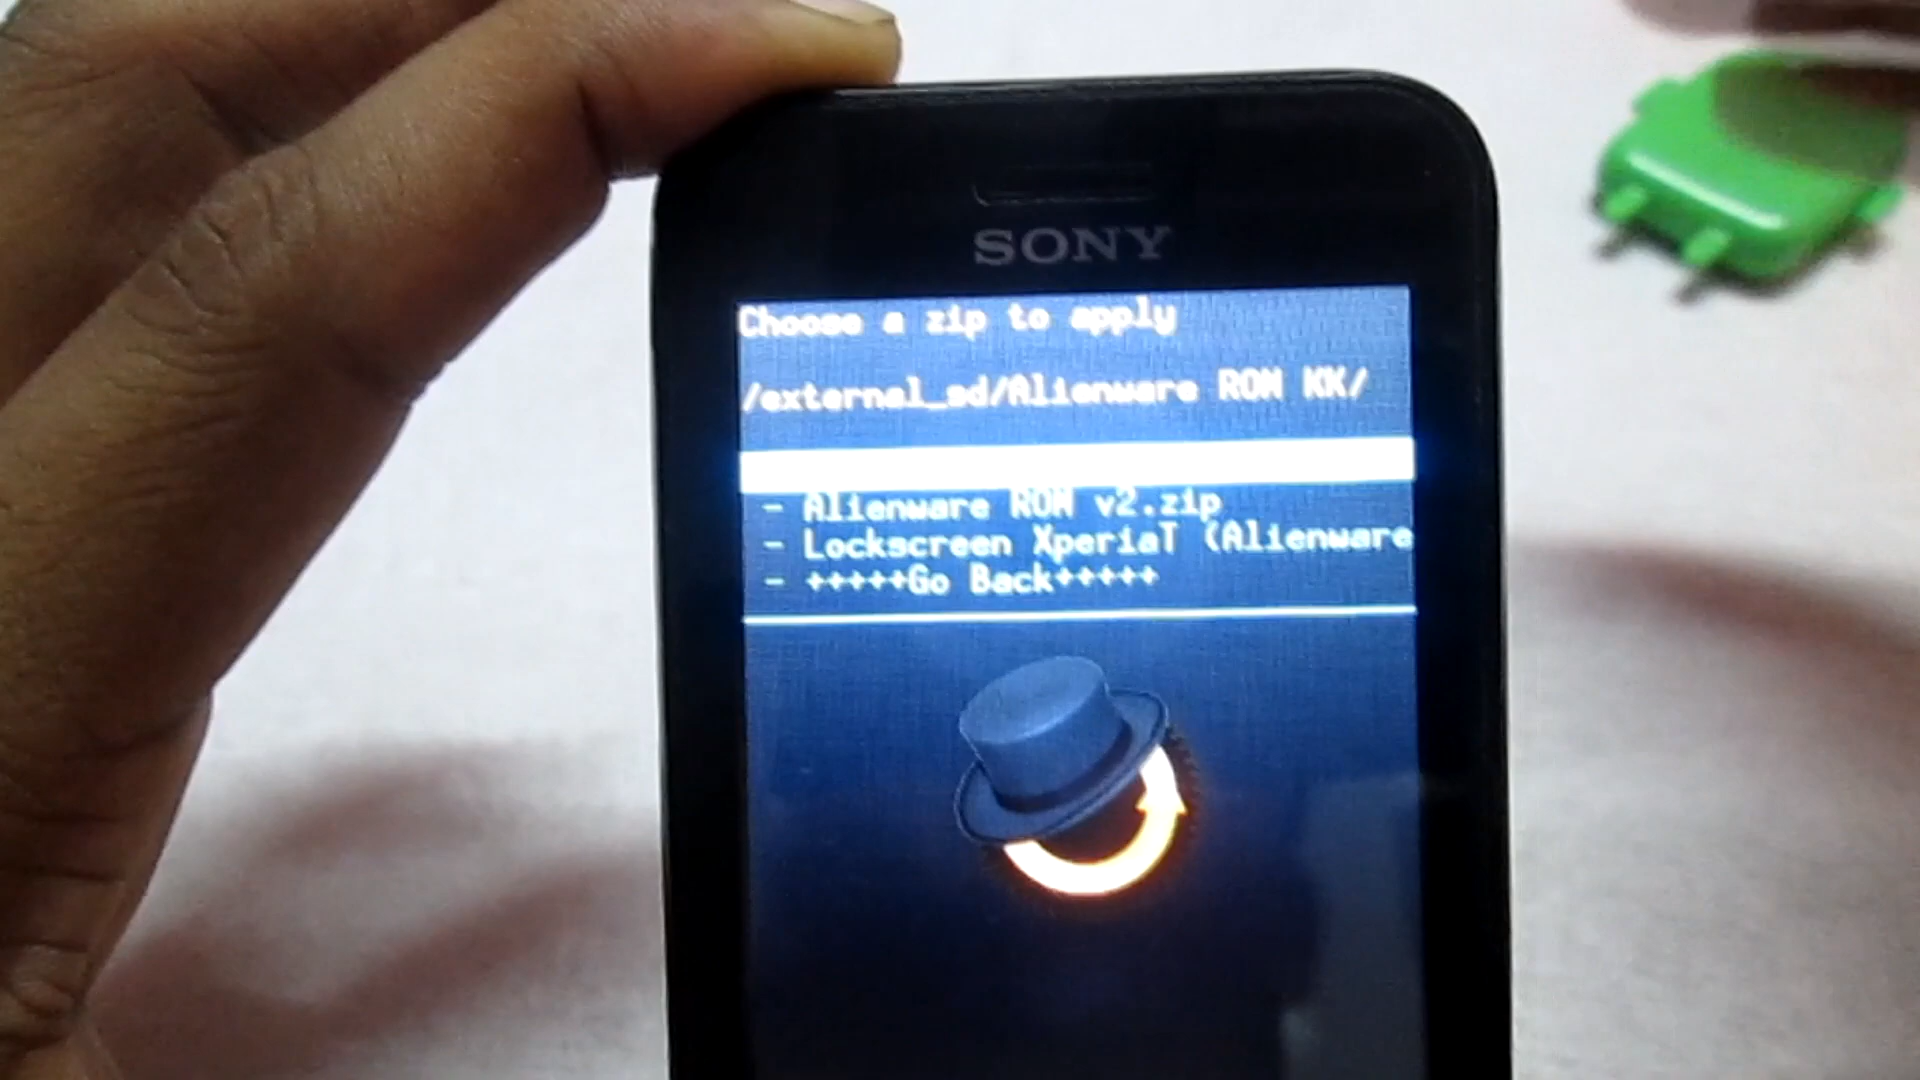 SONY
Choose a zip to apply
/external_sd/Alienware ROM KK/
- Alienware ROM v2.zip
- Lockscreen XperiaT (Alienware
- +++++Go Back+++++